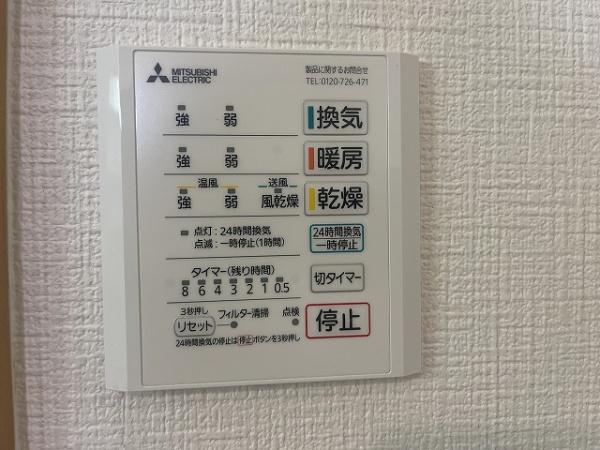 MITSUBISHI
ELECTRIC
製品に関するお問合せ
TEL:0120-726-471
強 弱 換気
強 弱 暖房
温風 送風
強 弱 風乾燥 乾燥
点灯:24時間換気
点滅:一時停止(1時間)
24時間換気
一時停止
タイマー(残り時間)
8 6 4 3 2 1 0.5
切タイマー
3秒押し
リセット フィルター清掃 点検
停止
24時間換気の停止は停止ボタンを3秒押し